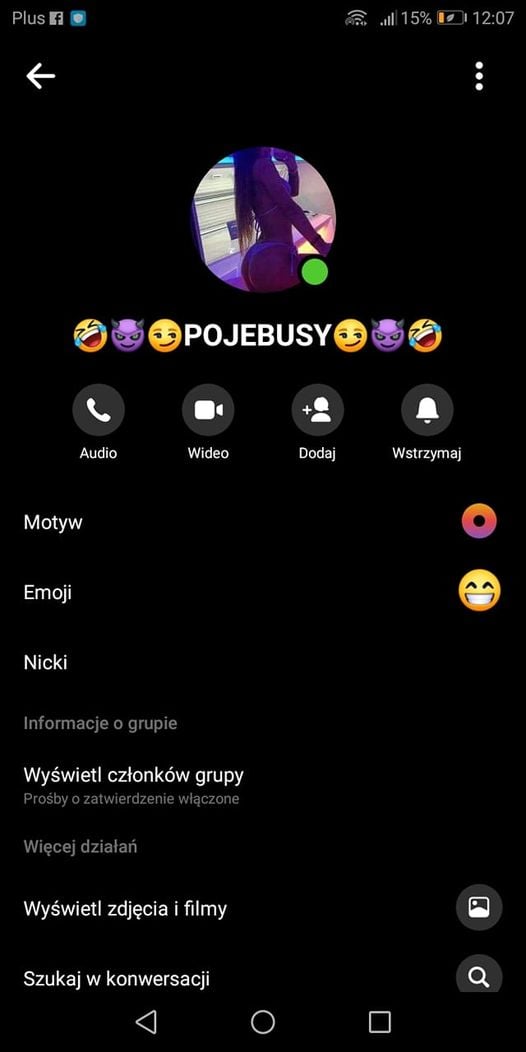 Plus 15% 12:07
🤣😈😏POJEBUSY😏😈🤣
Audio Wideo Dodaj Wstrzymaj
Motyw
Emoji
Nicki
Informacje o grupie
Wyświetl członków grupy
Prośby o zatwierdzenie włączone
Więcej działań
Wyświetl zdjęcia i filmy
Szukaj w konwersacji